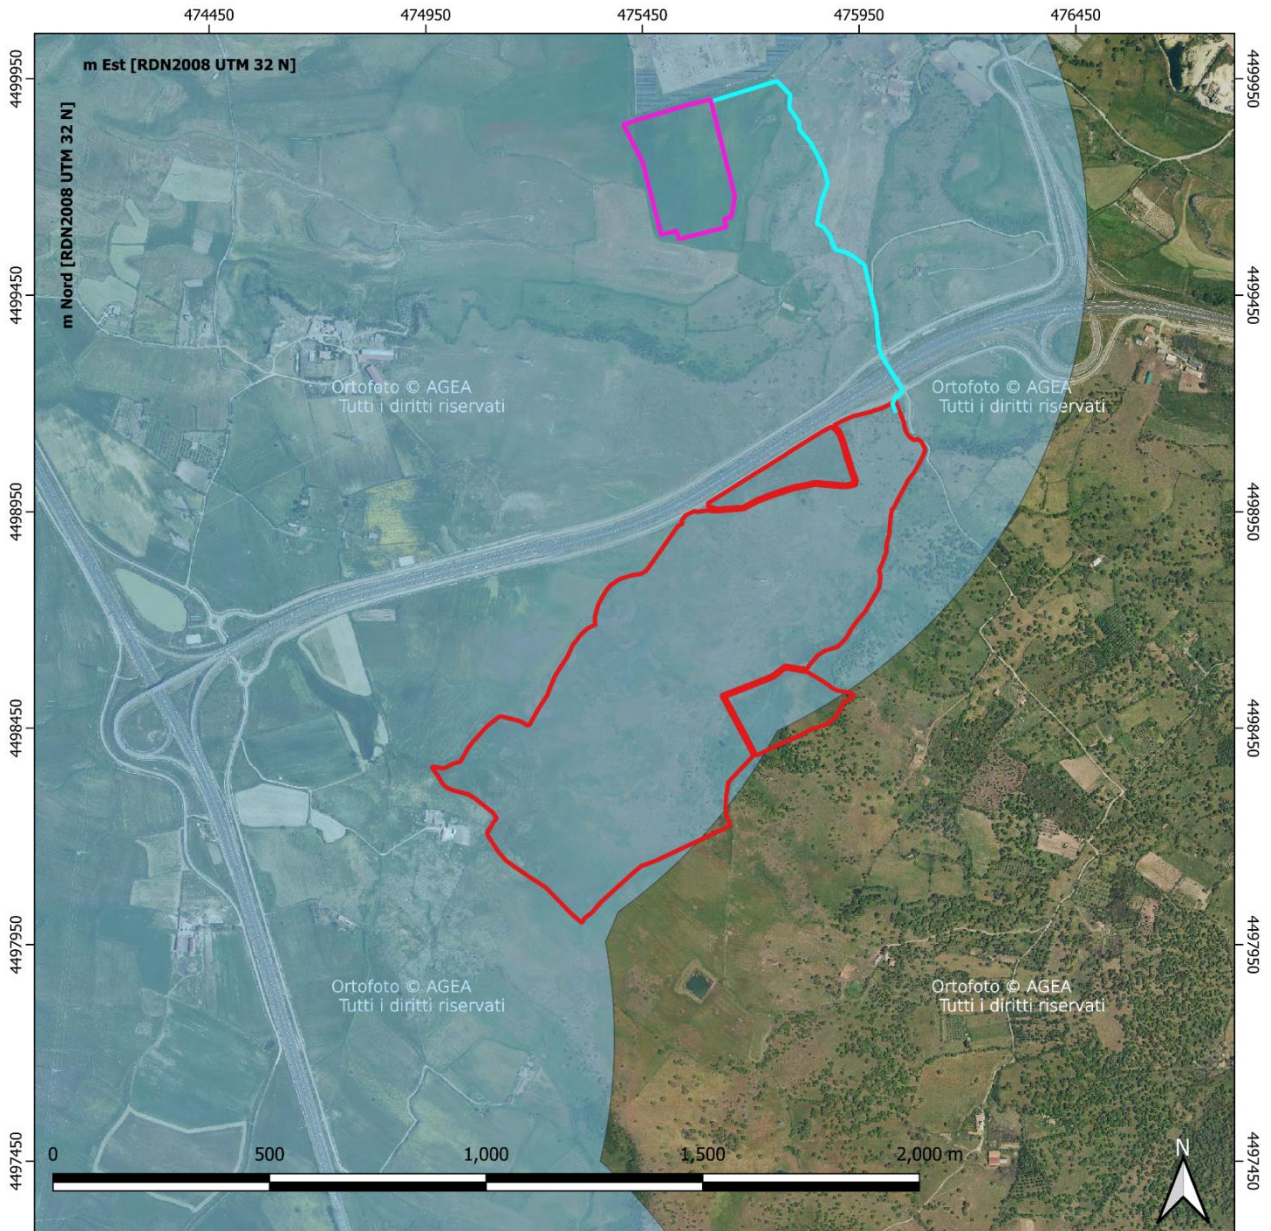 474450 474950 475450 475950 476450
m Est [RDN2008 UTM 32 N]
m Nord [RDN2008 UTM 32 N]
4499950 4499950
4499450 4499450
Ortofoto © AGEA
Tutti i diritti riservati
Ortofoto © AGEA
Tutti i diritti riservati
4498950 4498950
4498450 4498450
4497950 4497950
Ortofoto © AGEA
Tutti i diritti riservati
Ortofoto © AGEA
Tutti i diritti riservati
0 500 1,000 1,500 2,000 m
N
4497450 4497450